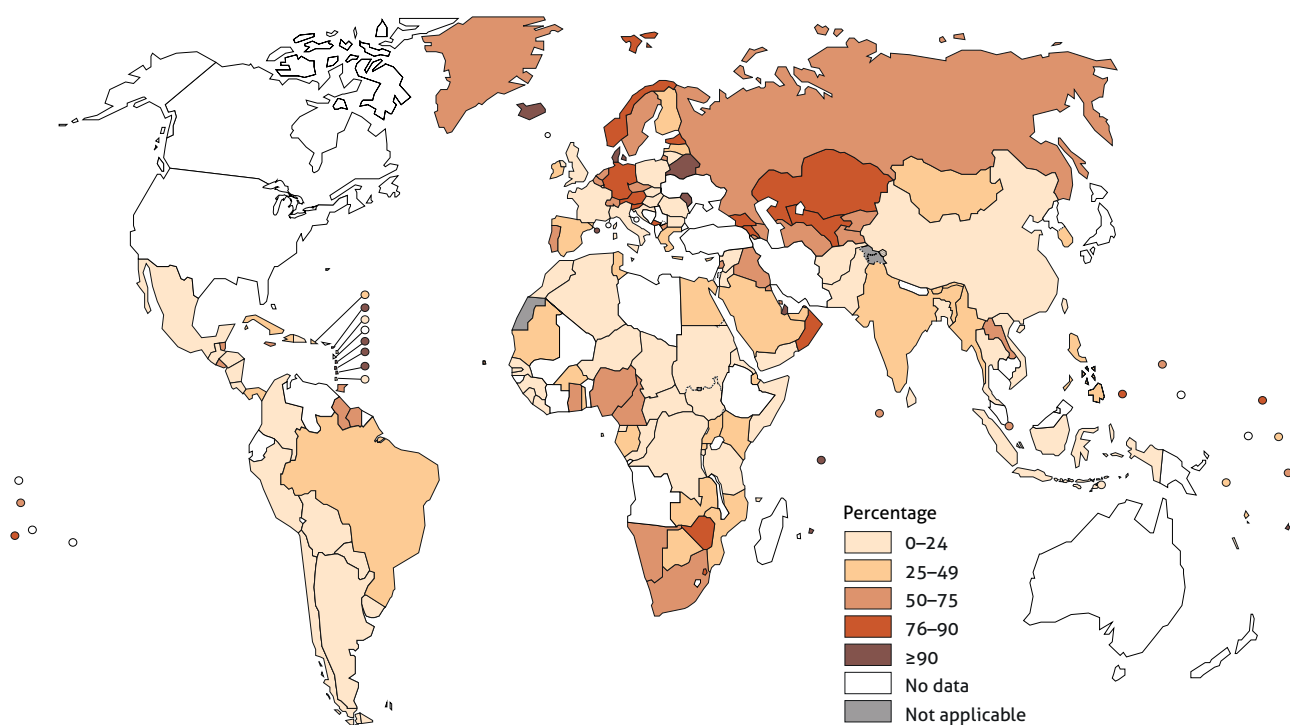 Percentage
0–24
25–49
50–75
76–90
≥90
No data
Not applicable